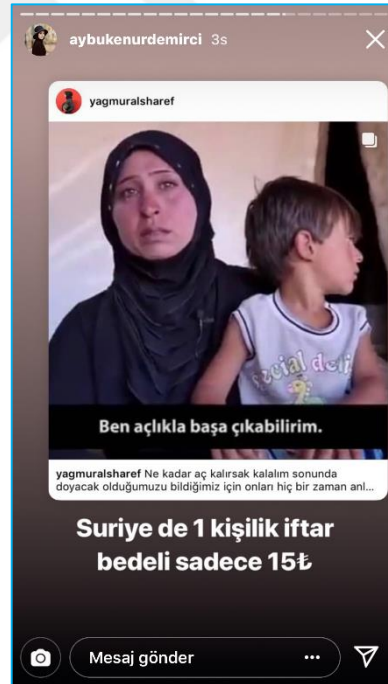 aybukenurdemirci 3s
yagmuralsharef
Ben açlıkla başa çıkabilirim.
yagmuralsharef Ne kadar aç kalırsak kalalım sonunda
doyacak olduğumuzu bildiğimiz için onları hiç bir zaman anl...
Suriye de 1 kişilik iftar
bedeli sadece 15₺
Mesaj gönder